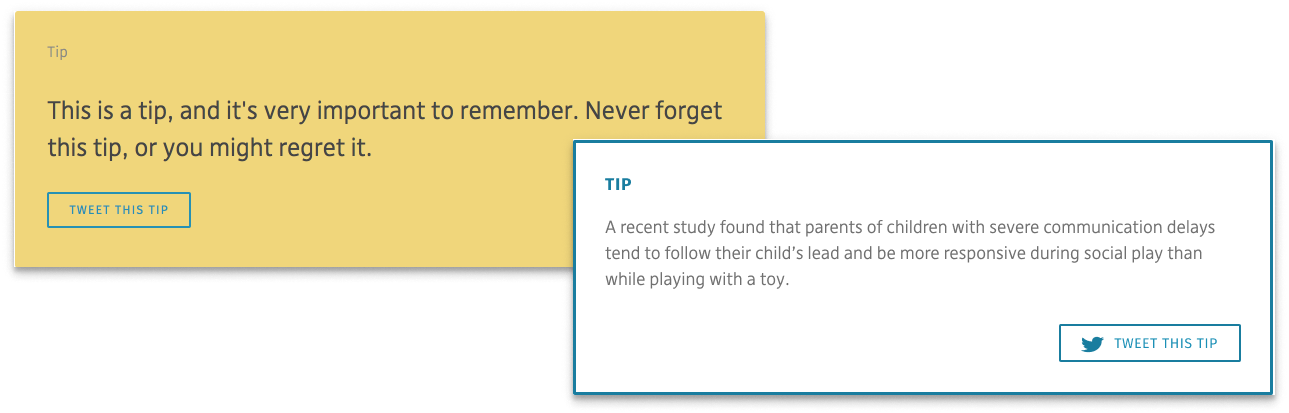 Tip
This is a tip, and it's very important to remember. Never forget
this tip, or you might regret it.
TWEET THIS TIP
TIP
A recent study found that parents of children with severe communication delays
tend to follow their child’s lead and be more responsive during social play than
while playing with a toy.
TWEET THIS TIP